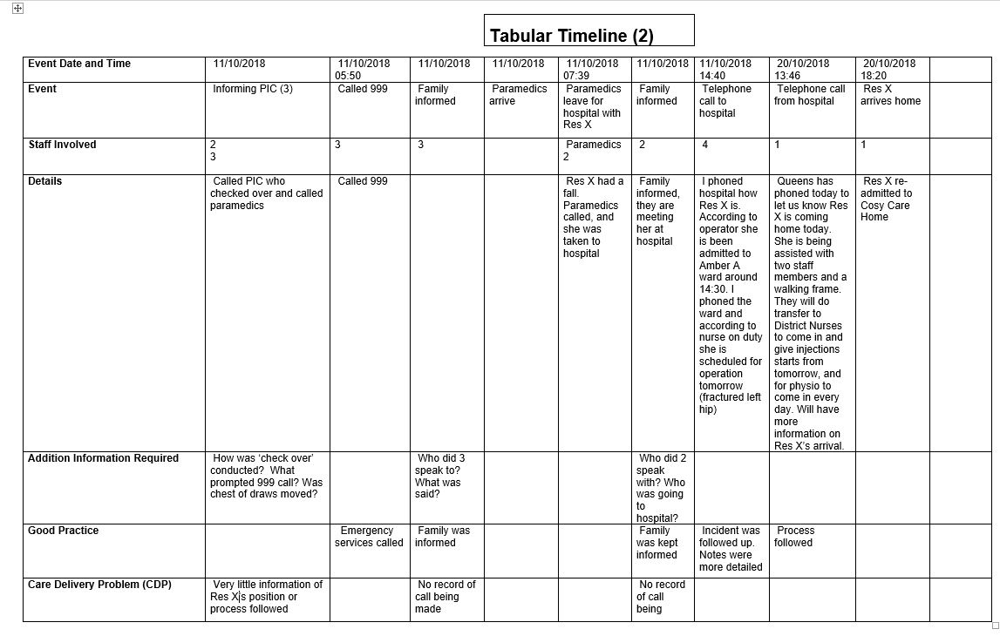 Tabular Timeline (2)
Event Date and Time
11/10/2018
11/10/2018
05:50
11/10/2018
11/10/2018
11/10/2018
07:39
11/10/2018
11/10/2018
14:40
20/10/2018
13:46
20/10/2018
18:20
Event
Informing PIC (3)
Called 999
Family
informed
Paramedics
arrive
Paramedics
leave for
hospital with
Res X
Family
informed
Telephone
call to
hospital
Telephone call
from hospital
Res X
arrives home
Staff Involved
2
3
3
3
Paramedics
2
2
4
1
1
Details
Called PIC who
checked over and called
paramedics
Called 999
Res X had a
fall.
Paramedics
called, and
she was
taken to
hospital
Family
informed,
they are
meeting
her at
hospital
I phoned
hospital how
Res X is.
According to
operator she
is been
admitted to
Amber A
ward around
14:30. I
phoned the
ward and
according to
nurse on duty
she is
scheduled for
operation
tomorrow
(fractured left
hip)
Queens has
phoned today to
let us know Res
X is coming
home today.
She is being
assisted with
two staff
members and a
walking frame.
They will do
transfer to
District Nurses
to come in and
give injections
starts from
tomorrow, and
for physio to
come in every
day. Will have
more
information on
Res X's arrival.
Res X re-
admitted to
Cosy Care
Home
Addition Information Required
How was ‘check over’
conducted?  What
prompted 999 call? Was
chest of draws moved?
Who did 3
speak to?
What was
said?
Who did 2
speak
with? Who
was going
to
hospital?
Good Practice
Emergency
services called
Family was
informed
Family
was kept
informed
Incident was
followed up.
Notes were
more detailed
Process
followed
Care Delivery Problem (CDP)
Very little information of
Res X's position or
process followed
No record of
call being
made
No record
of call
being